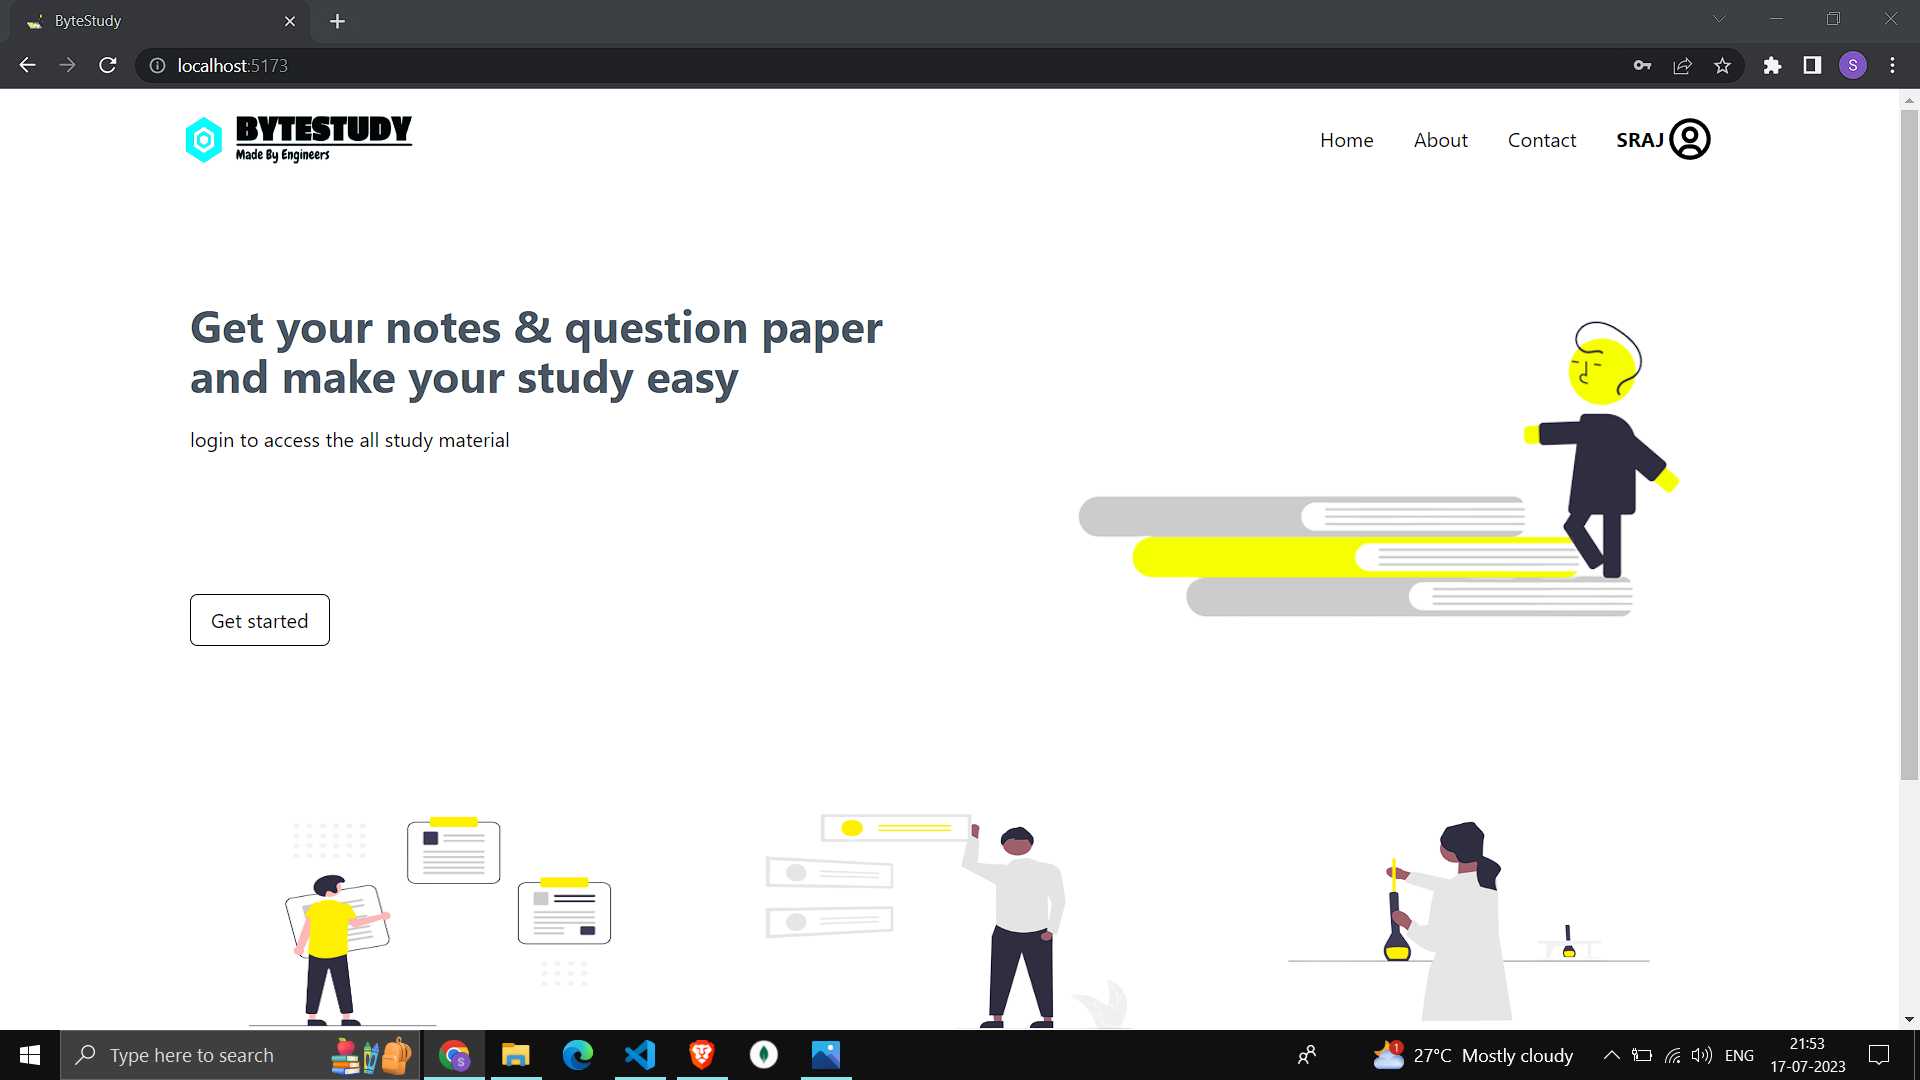 ByteStudy
localhost:5173
S
BYTESTUDY
Made By Engineers
Home About Contact SRAJ
Get your notes & question paper
and make your study easy
login to access the all study material
Get started
Type here to search
S
1
27°C Mostly cloudy
ENG
21:53
17-07-2023